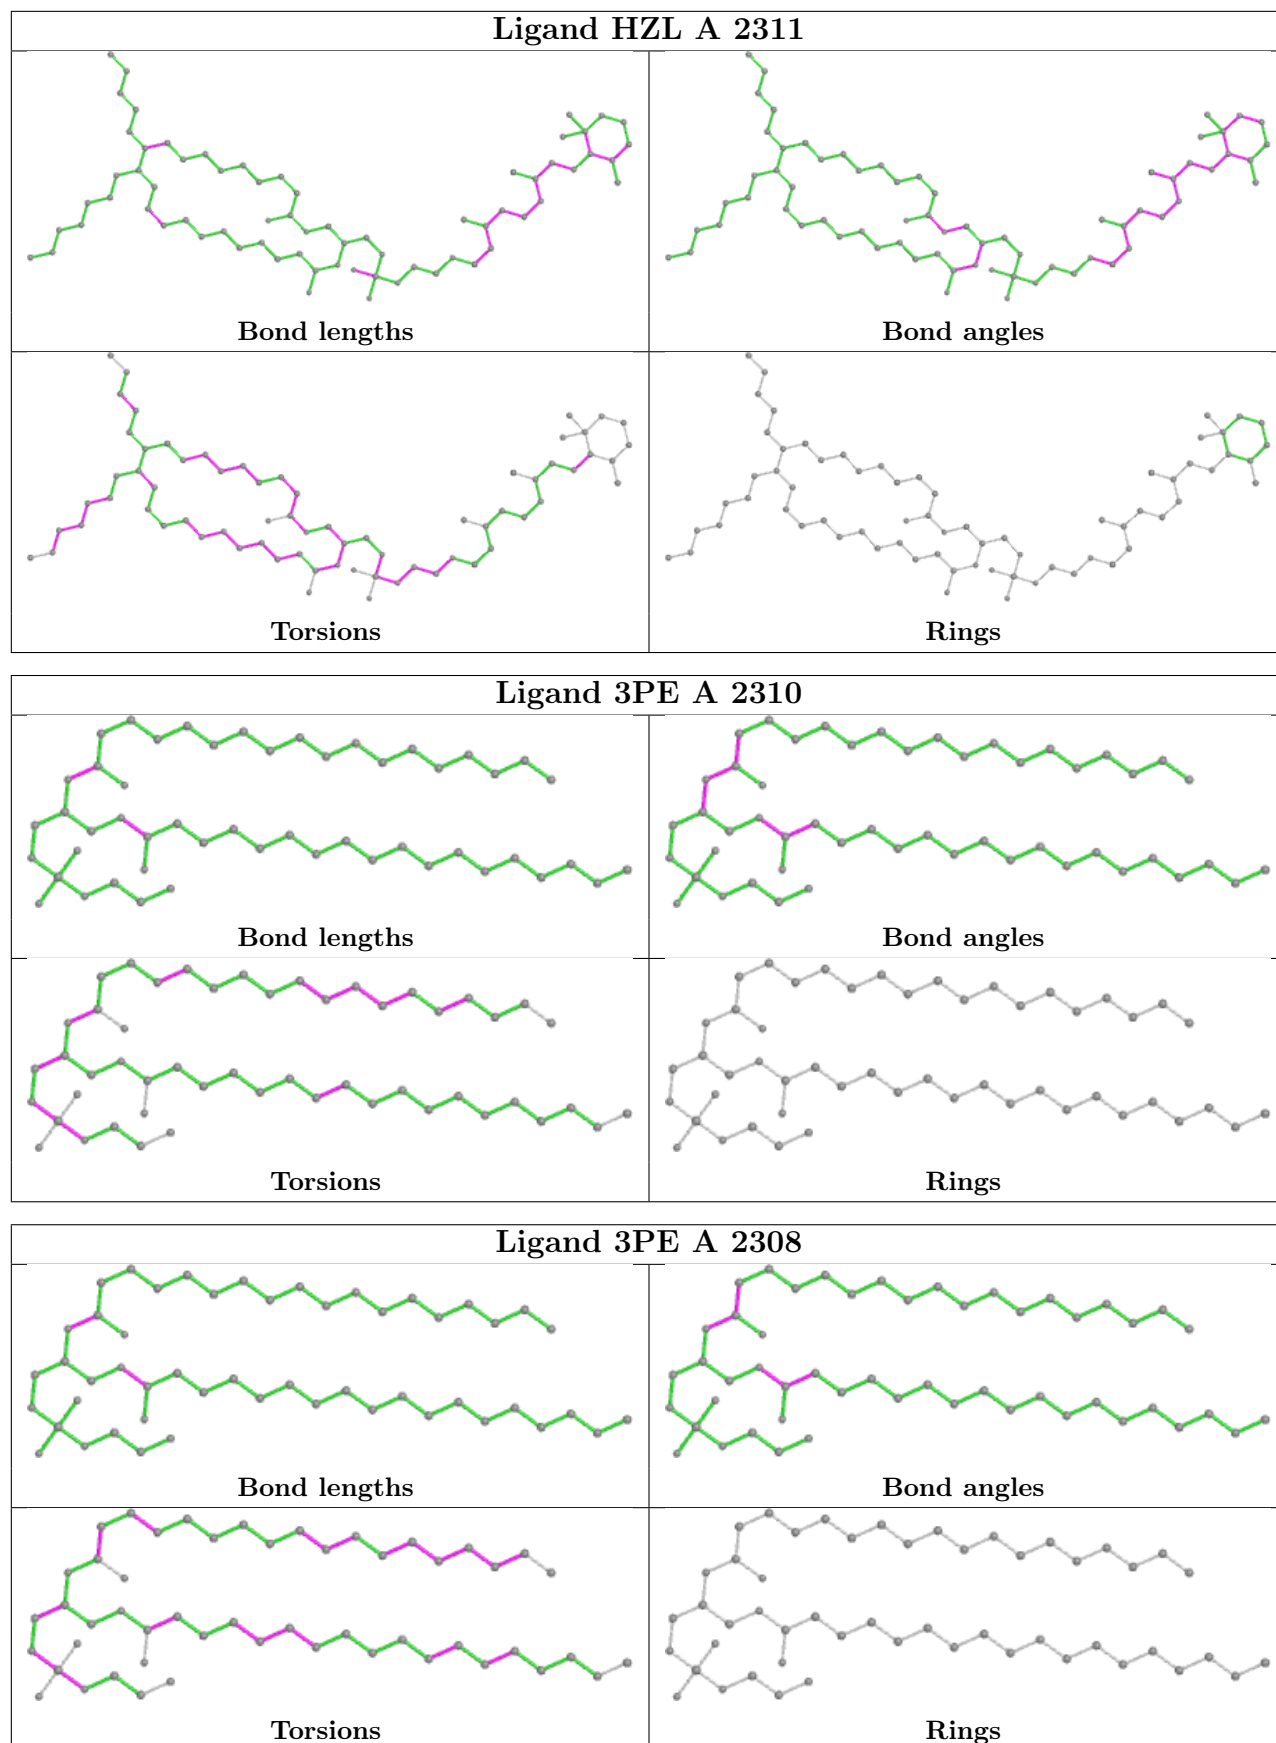 Ligand HZL A 2311
Bond lengths
Bond angles
Torsions
Rings
Ligand 3PE A 2310
Bond lengths
Bond angles
Torsions
Rings
Ligand 3PE A 2308
Bond lengths
Bond angles
Torsions
Rings